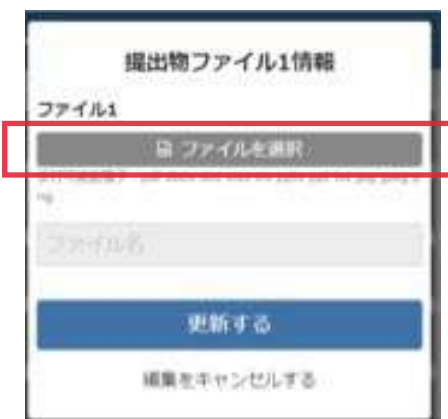 提出物ファイル1情報
ファイル1
ファイルを選択
ファイル名
更新する
編集をキャンセルする